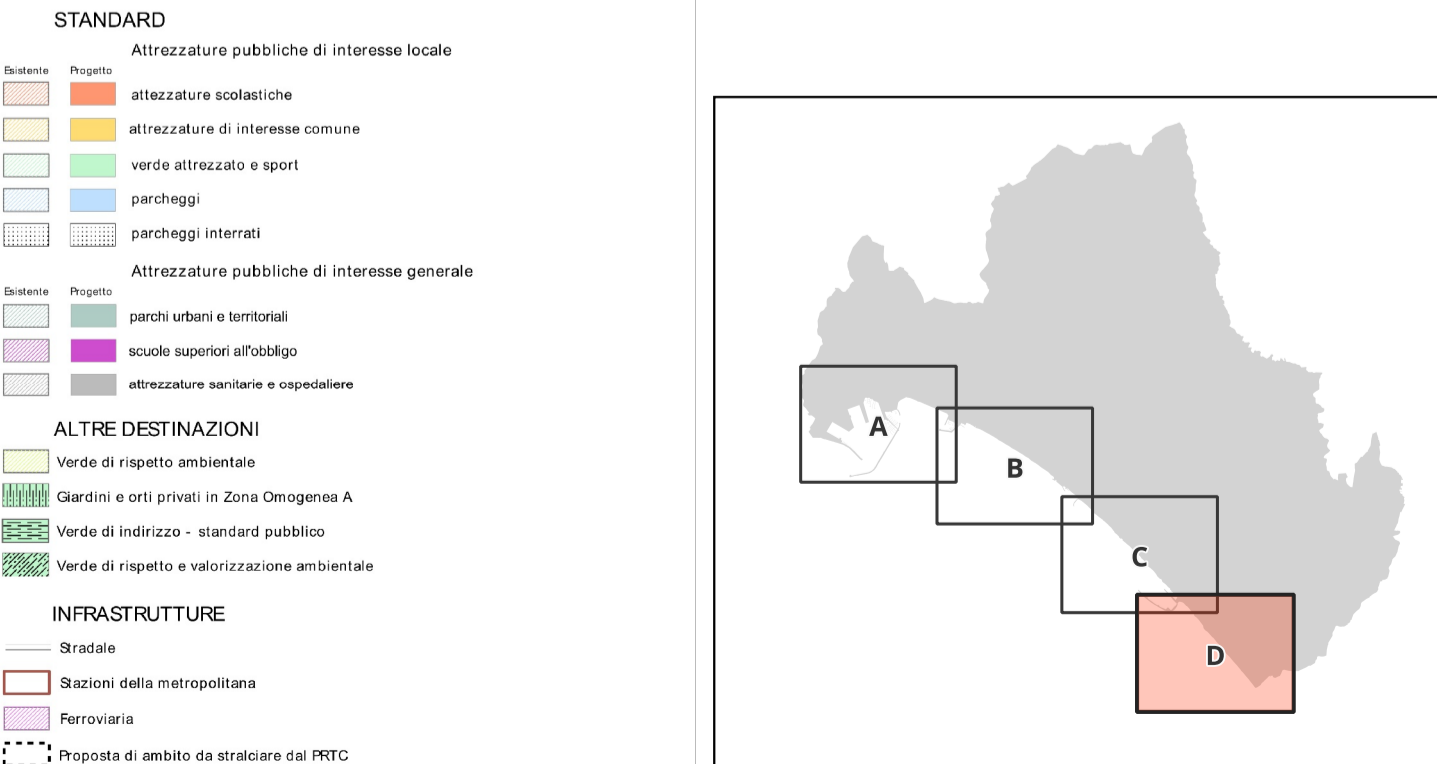 STANDARD
Attrezzature pubbliche di interesse locale
Esistente Progetto
attezzature scolastiche
attrezzature di interesse comune
verde attrezzato e sport
parcheggi
parcheggi interrati
Attrezzature pubbliche di interesse generale
Esistente Progetto
parchi urbani e territoriali
scuole superiori all'obbligo
attrezzature sanitarie e ospedaliere
ALTRE DESTINAZIONI
Verde di rispetto ambientale
Giardini e orti privati in Zona Omogenea A
Verde di indirizzo - standard pubblico
Verde di rispetto e valorizzazione ambientale
INFRASTRUTTURE
Stradale
Stazioni della metropolitana
Ferroviaria
Proposta di ambito da stralciare dal PRTC
A
B
C
D